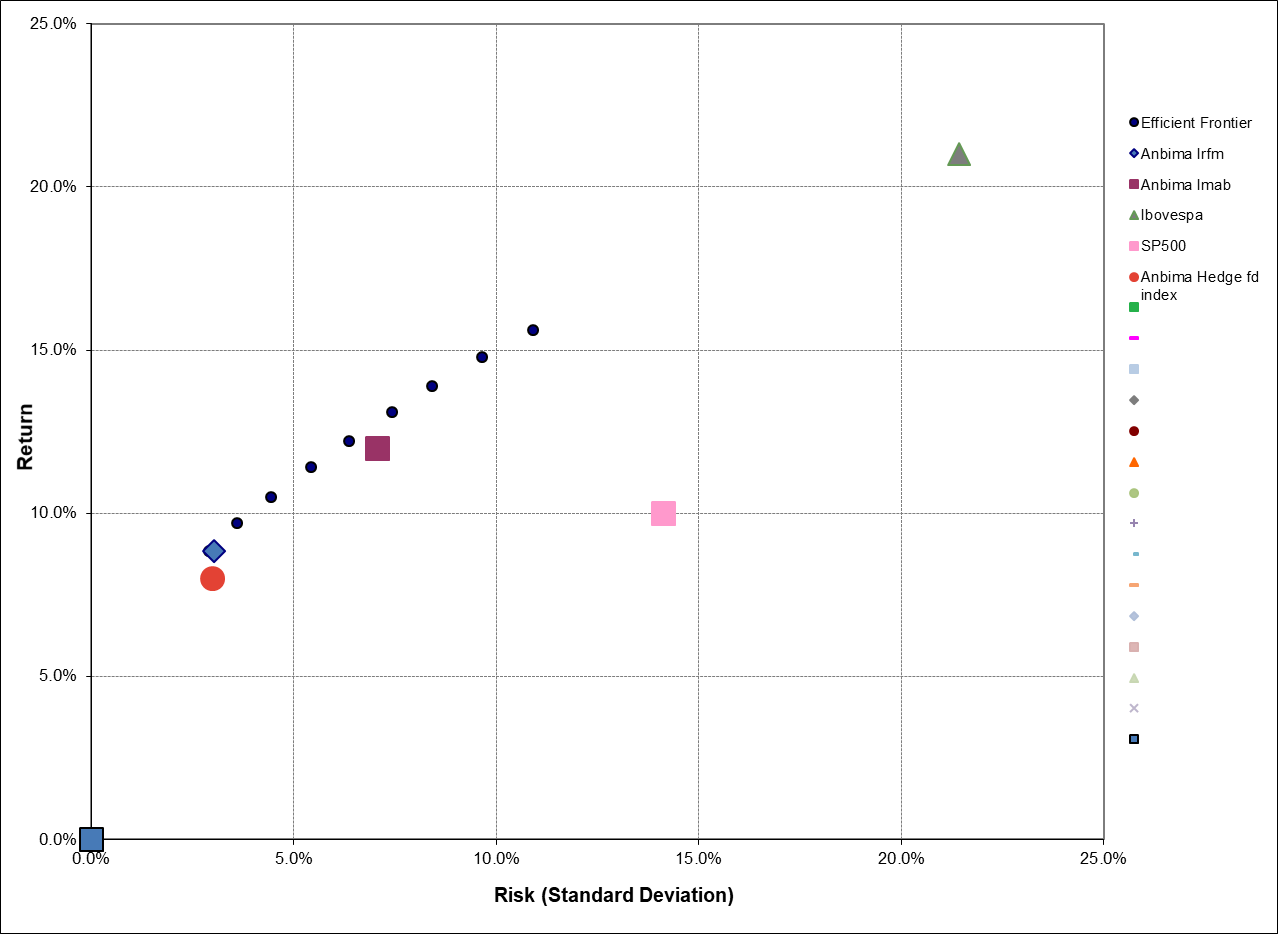 25.0%
20.0%
15.0%
10.0%
5.0%
0.0%
Return
0.0%
5.0%
10.0%
15.0%
20.0%
25.0%
Risk (Standard Deviation)
Efficient Frontier
Anbima Irfm
Anbima Imab
Ibovespa
SP500
Anbima Hedge fd
index